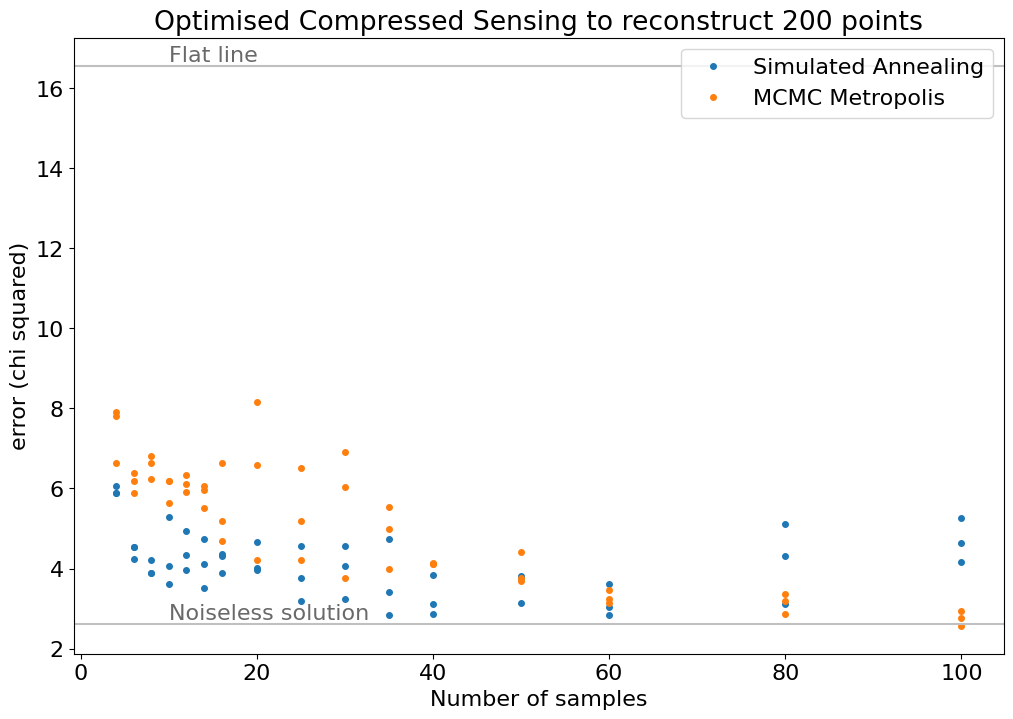 Optimised Compressed Sensing to reconstruct 200 points
Flat line
Simulated Annealing
MCMC Metropolis
16
14
12
10
8
6
4
2
error (chi squared)
Noiseless solution
0 20 40 60 80 100
Number of samples